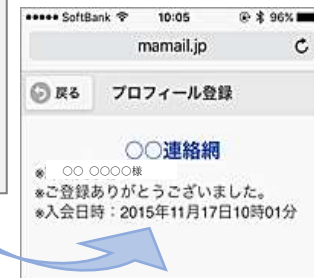 ●●●●● SoftBank 10:05 96%
mamail.jp
戻る プロフィール登録
○○連絡網
※ ○○ ○○○○様
※ご登録ありがとうございました。
※入会日時：2015年11月17日10時01分